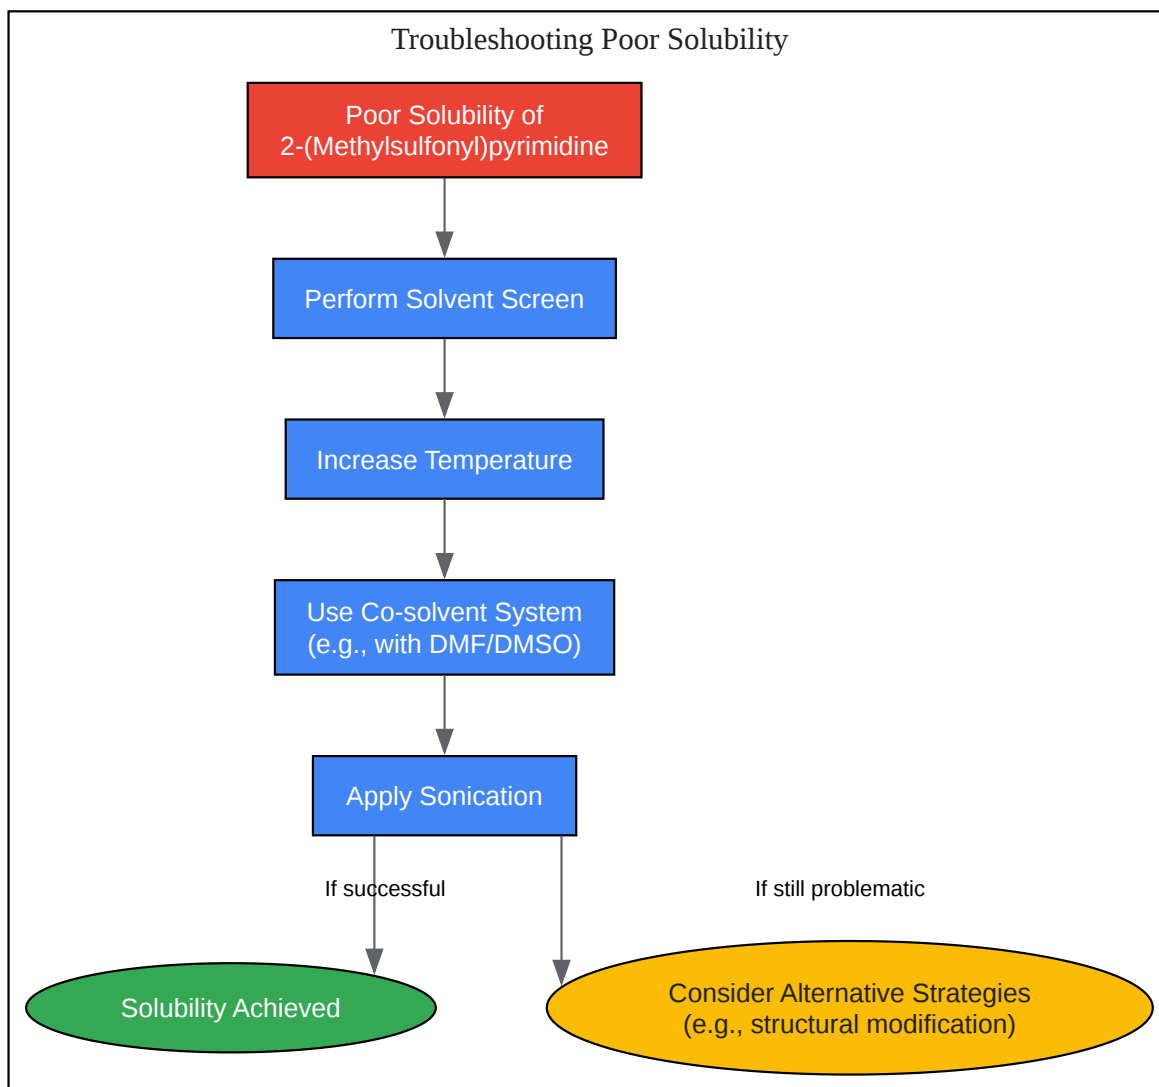 Troubleshooting Poor Solubility
Poor Solubility of
2-(Methylsulfonyl)pyrimidine
Perform Solvent Screen
Increase Temperature
Use Co-solvent System
(e.g., with DMF/DMSO)
Apply Sonication
If successful
If still problematic
Solubility Achieved
Consider Alternative Strategies
(e.g., structural modification)